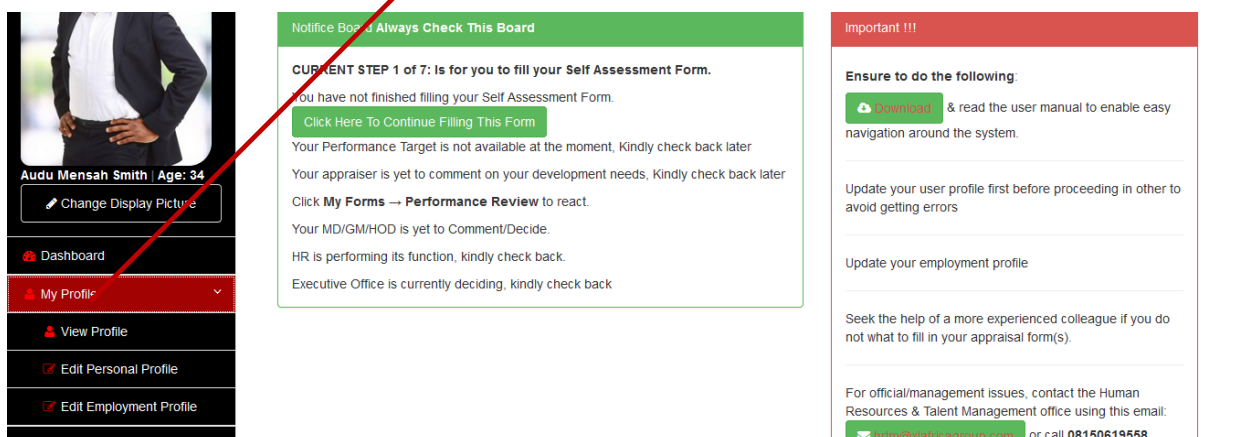 Audu Mensah Smith | Age: 34
Change Display Picture
Dashboard
My Profile
View Profile
Edit Personal Profile
Edit Employment Profile
Notifice Board Always Check This Board
CURRENT STEP 1 of 7: Is for you to fill your Self Assessment Form.
You have not finished filling your Self Assessment Form.
Click Here To Continue Filling This Form
Your Performance Target is not available at the moment, Kindly check back later
Your appraiser is yet to comment on your development needs, Kindly check back later
Click My Forms → Performance Review to react.
Your MD/GM/HOD is yet to Comment/Decide.
HR is performing its function, kindly check back.
Executive Office is currently deciding, kindly check back
Important !!!
Ensure to do the following:
Download & read the user manual to enable easy
navigation around the system.
Update your user profile first before proceeding in other to
avoid getting errors
Update your employment profile
Seek the help of a more experienced colleague if you do
not what to fill in your appraisal form(s).
For official/management issues, contact the Human
Resources & Talent Management office using this email:
or call 08150619558